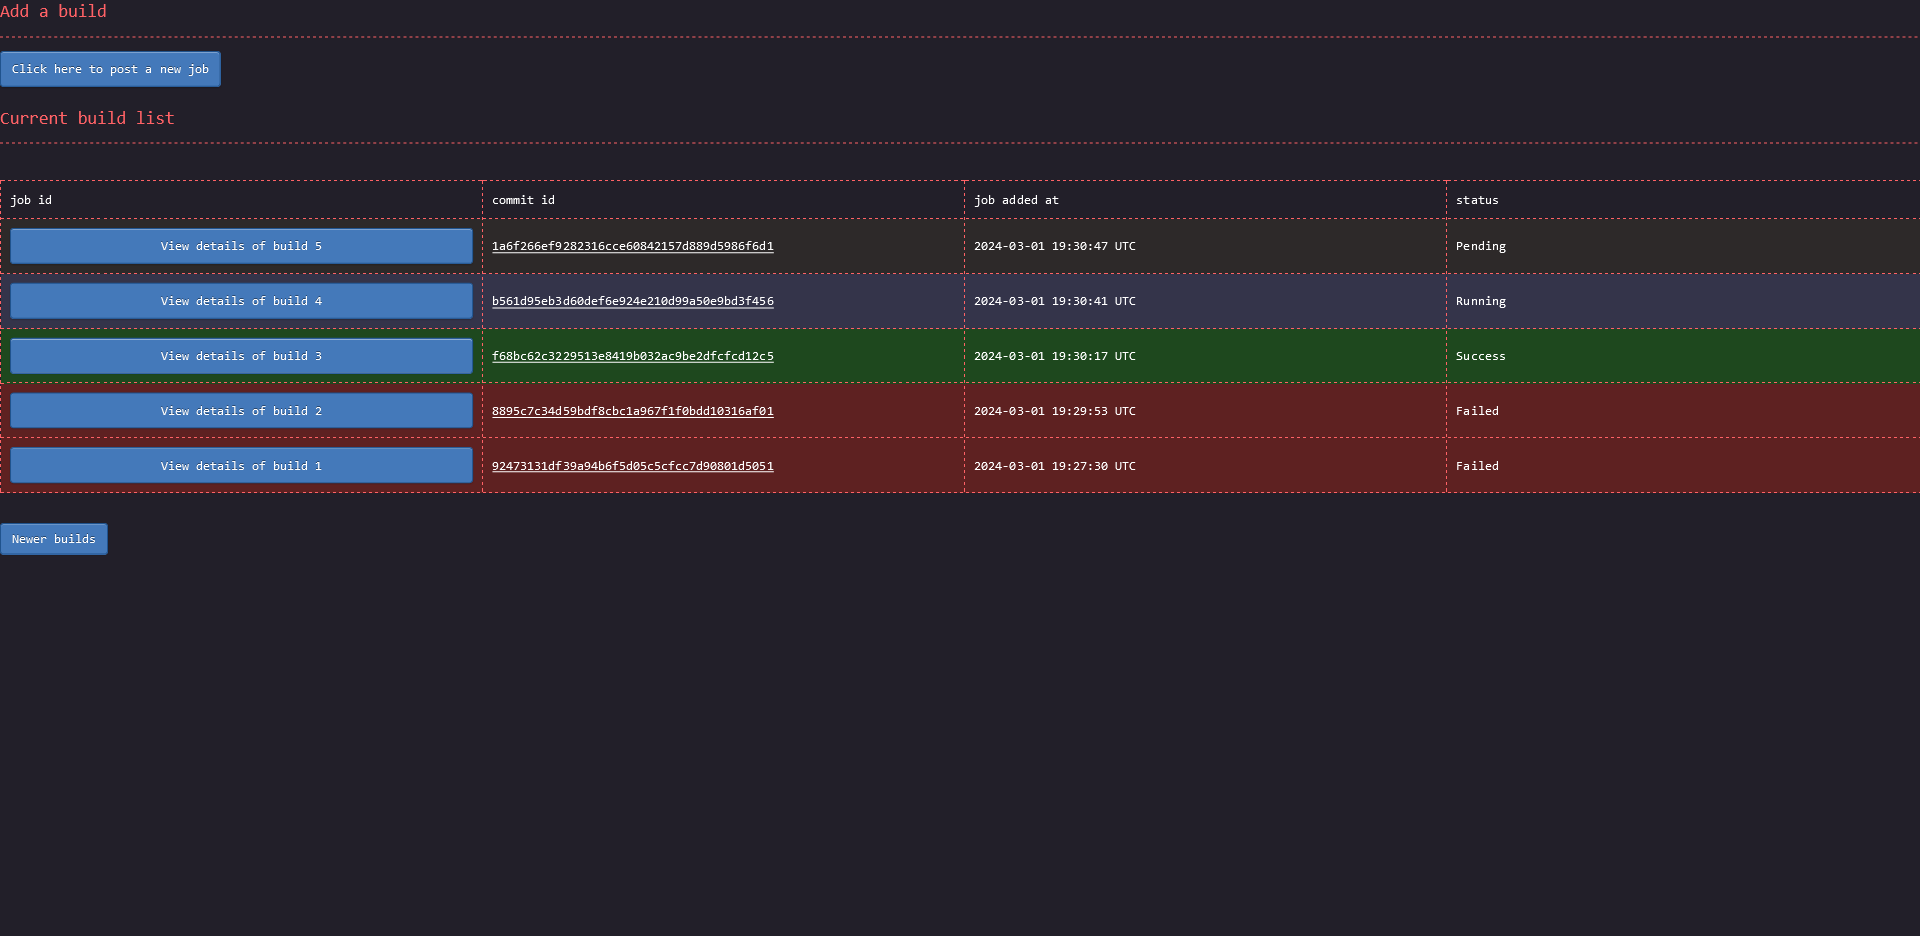 Add a build
Click here to post a new job
Current build list
job id commit id job added at status
View details of build 5 1a6f266ef9282316cce60842157d889d5986f6d1 2024-03-01 19:30:47 UTC Pending
View details of build 4 b561d95eb3d60def6e924e210d99a50e9bd3f456 2024-03-01 19:30:41 UTC Running
View details of build 3 f68bc62c3229513e8419b032ac9be2dfcfcd12c5 2024-03-01 19:30:17 UTC Success
View details of build 2 8895c7c34d59bdf8cbc1a967f1f0bdd10316af01 2024-03-01 19:29:53 UTC Failed
View details of build 1 92473131df39a94b6f5d05c5cfcc7d90801d5051 2024-03-01 19:27:30 UTC Failed
Newer builds